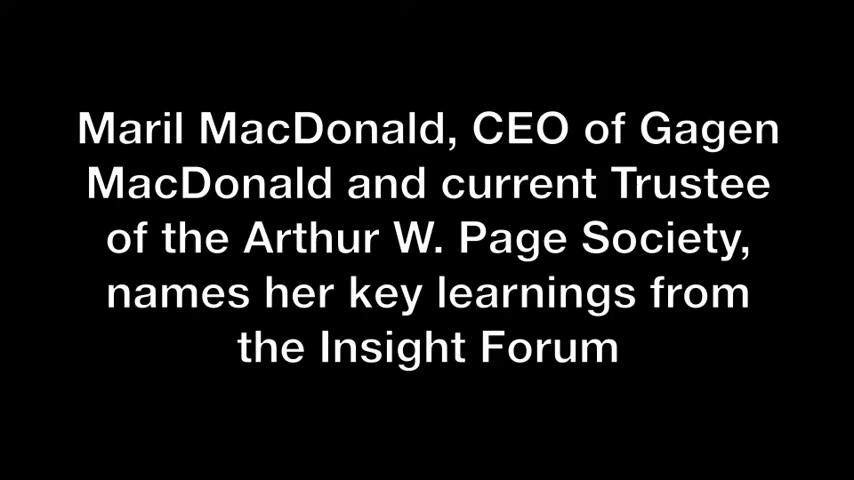 Maril MacDonald, CEO of Gagen
MacDonald and current Trustee
of the Arthur W. Page Society,
names her key learnings from
the Insight Forum